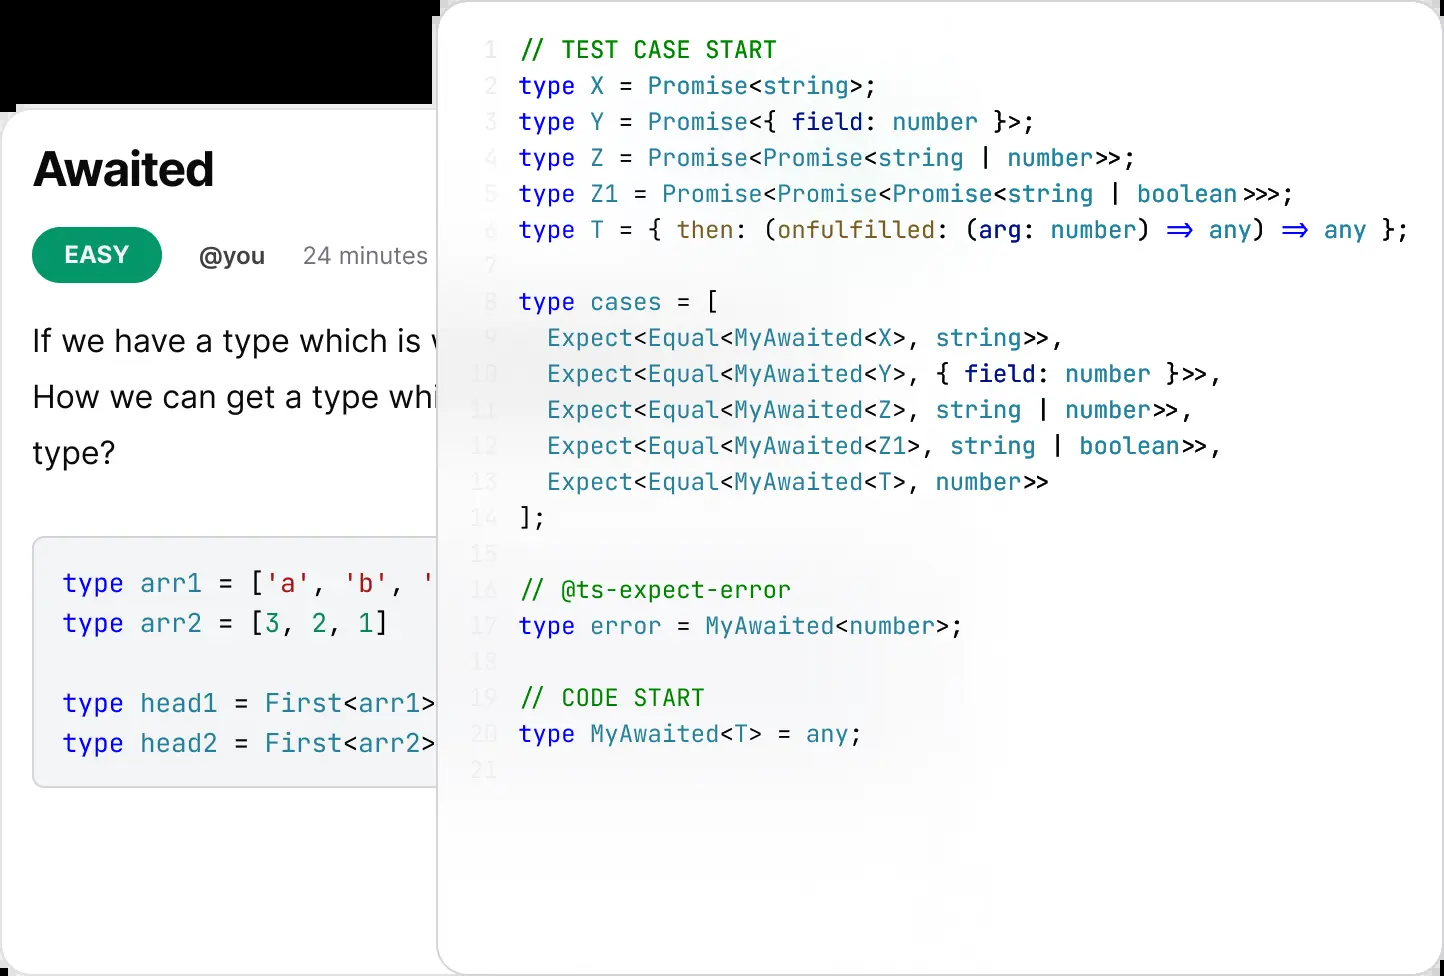 Awaited
EASY @you 24 minutes
If we have a type which is
How we can get a type
type?
type arr1 = ['a', 'b', '
type arr2 = [3, 2, 1]
type head1 = First<arr1>
type head2 = First<arr2>
1 // TEST CASE START
2 type X = Promise<string>;
3 type Y = Promise<{ field: number }>;
4 type Z = Promise<Promise<string | number>>;
5 type Z1 = Promise<Promise<Promise<string | boolean>>>;
6 type T = { then: (onfulfilled: (arg: number) => any) => any };
7
8 type cases = [
9 Expect<Equal<MyAwaited<X>, string>>,
10 Expect<Equal<MyAwaited<Y>, { field: number }>>,
11 Expect<Equal<MyAwaited<Z>, string | number>>,
12 Expect<Equal<MyAwaited<Z1>, string | boolean>>,
13 Expect<Equal<MyAwaited<T>, number>>
14 ];
15
16 // @ts-expect-error
17 type error = MyAwaited<number>;
18
19 // CODE START
20 type MyAwaited<T> = any;
21